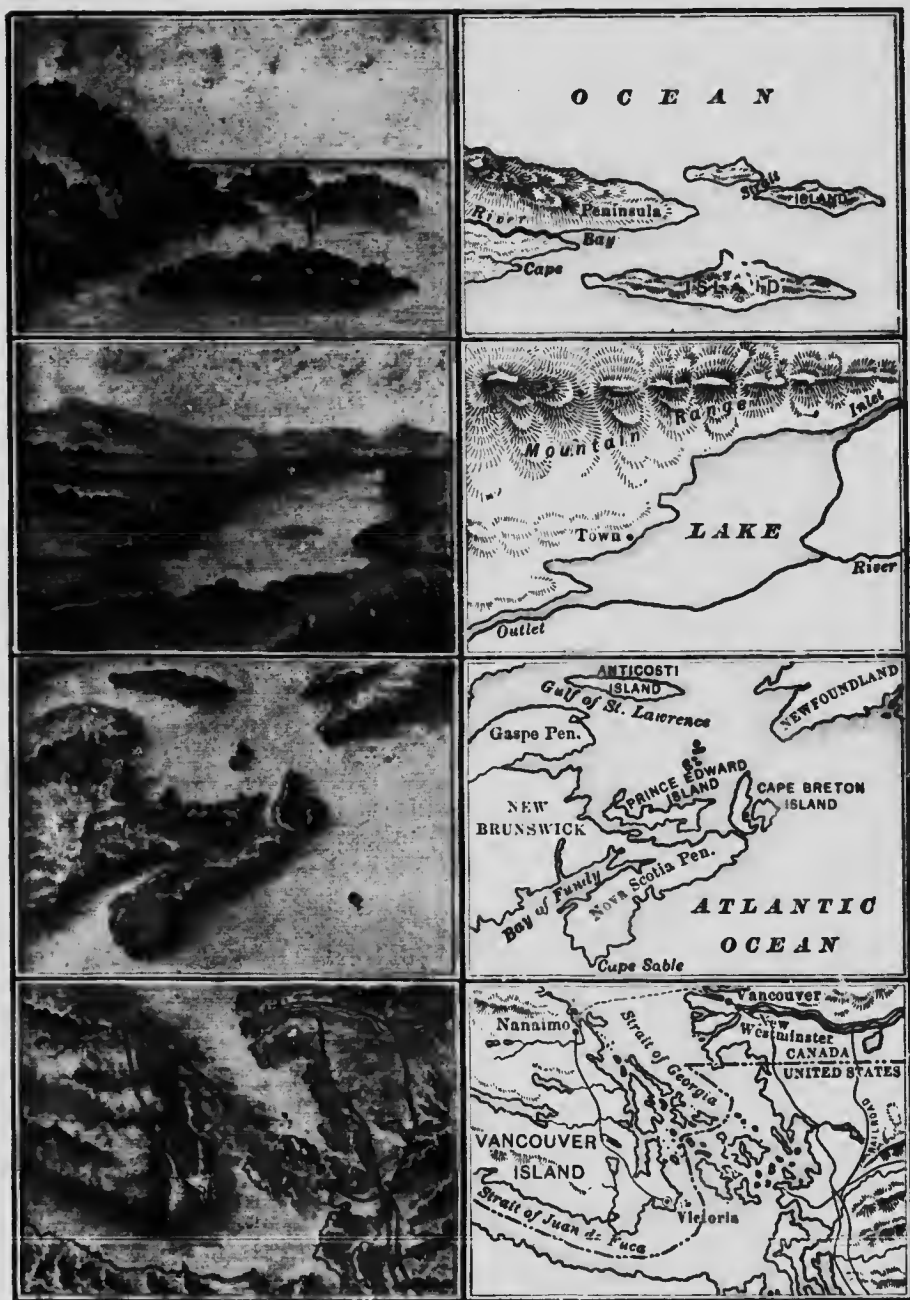 OCEAN
Strait
ISLAND
Peninsula
River
Bay
Cape
ISLAND
Mountain Range
Inlet
Town
LAKE
River
Outlet
ANTICOSTI
ISLAND
Gulf of St. Lawrence
NEWFOUNDLAND
Gaspe Pen.
PRINCE EDWARD
ISLAND
CAPE BRETON
ISLAND
NEW
BRUNSWICK
Bay of Fundy
Nova Scotia Pen.
ATLANTIC
OCEAN
Cape Sable
Vancouver
Nanaimo
New
Westminster
Strait of Georgia
CANADA
UNITED STATES
RAILROAD
VANCOUVER
ISLAND
Victoria
Strait of Juan de Fuca